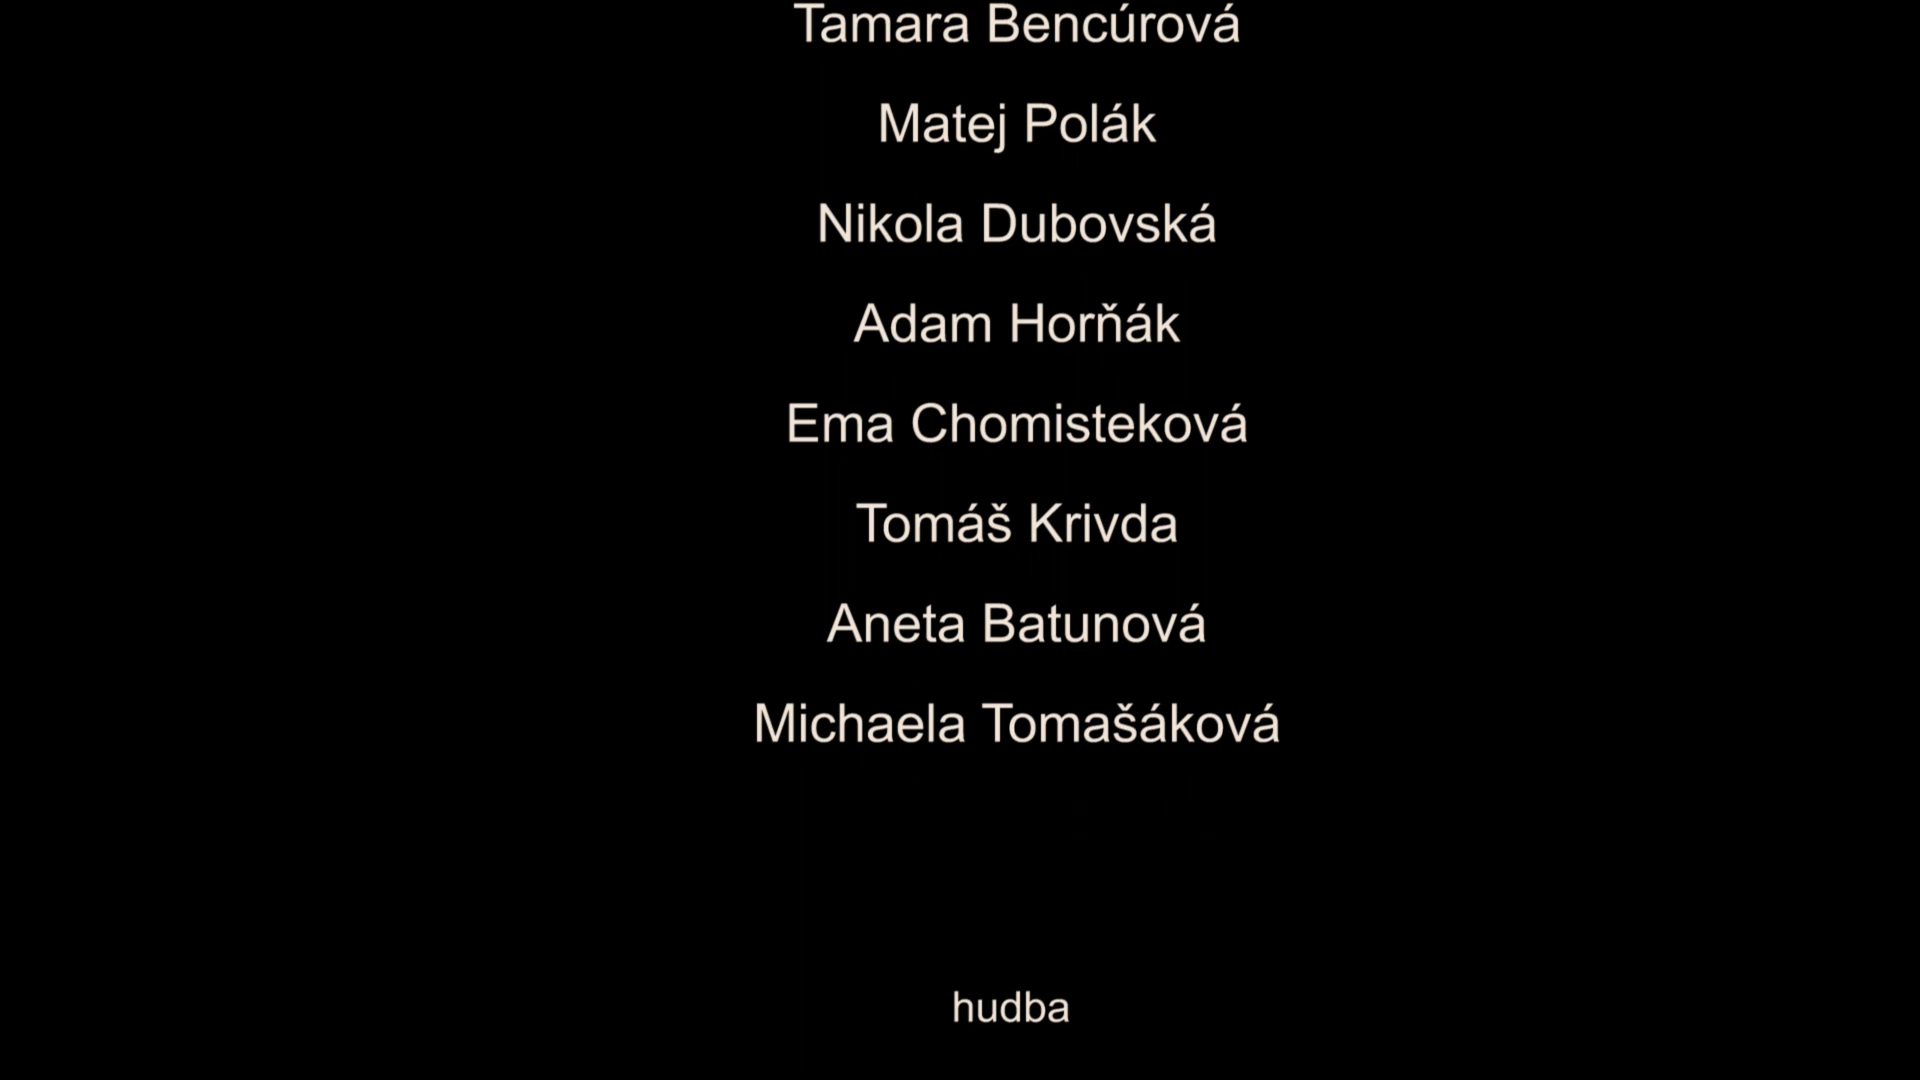 Tamara Bencúrová
Matej Polák
Nikola Dubovská
Adam Horňák
Ema Chomisteková
Tomáš Krivda
Aneta Batunová
Michaela Tomašáková
hudba